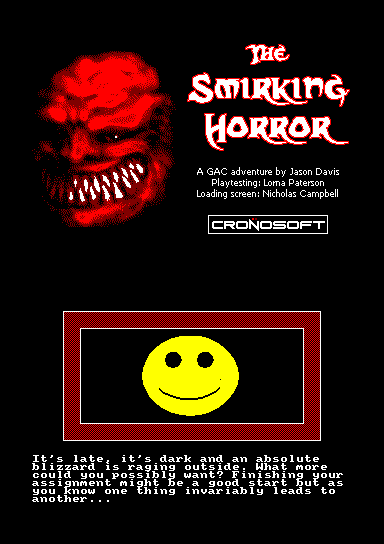 The
Smirking
Horror
A GAC adventure by Jason Davis
Playtesting: Lorna Paterson
Loading screen: Nicholas Campbell
CRONOSOFT
It's late, it's dark and an absolute
blizzard is raging outside. What more
could you possibly want? Finishing your
assignment might be a good start but as
you know one thing invariably leads to
another...